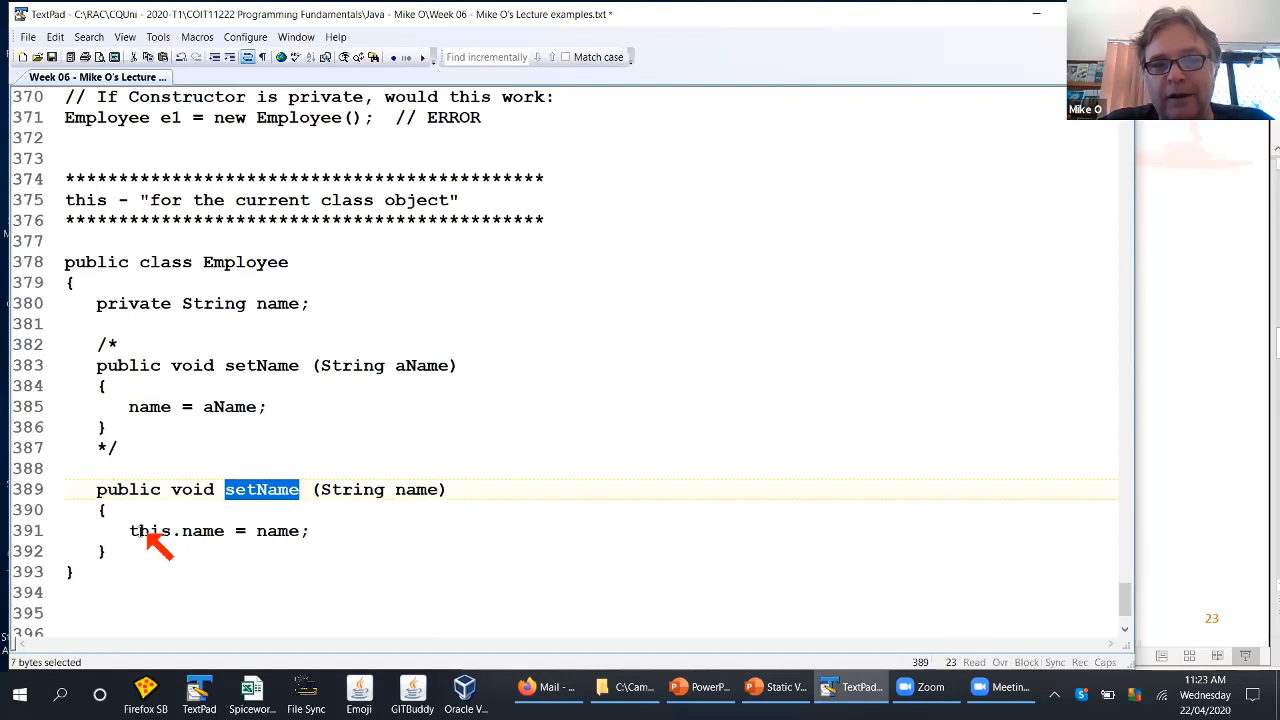 TextPad - C:\RAC\CQUni - 2020-T1\COIT11222 Programming Fundamentals\Java - Mike O\Week 06 - Mike O's Lecture examples.txt *
File Edit Search View Tools Macros Configure Window Help
Find incrementally Match case
Week 06 - Mike O's Lecture ...
Mike O
370 // If Constructor is private, would this work:
371 Employee e1 = new Employee(); // ERROR
372
373
374 *********************************************
375 this - "for the current class object"
376 *********************************************
377
378 public class Employee
379 {
380 private String name;
381
382 /*
383 public void setName (String aName)
384 {
385 name = aName;
386 }
387 */
388
389 public void setName (String name)
390 {
391 this.name = name;
392 }
393 }
394
395
396
23
7 bytes selected 389 23 Read Ovr Block Sync Rec Caps
Firefox SB TextPad Spicewor... File Sync Emoji GITBuddy Oracle V... Mail - ... C:\Cam... PowerP... Static V... TextPad... Zoom Meetin...
11:23 AM
Wednesday
22/04/2020